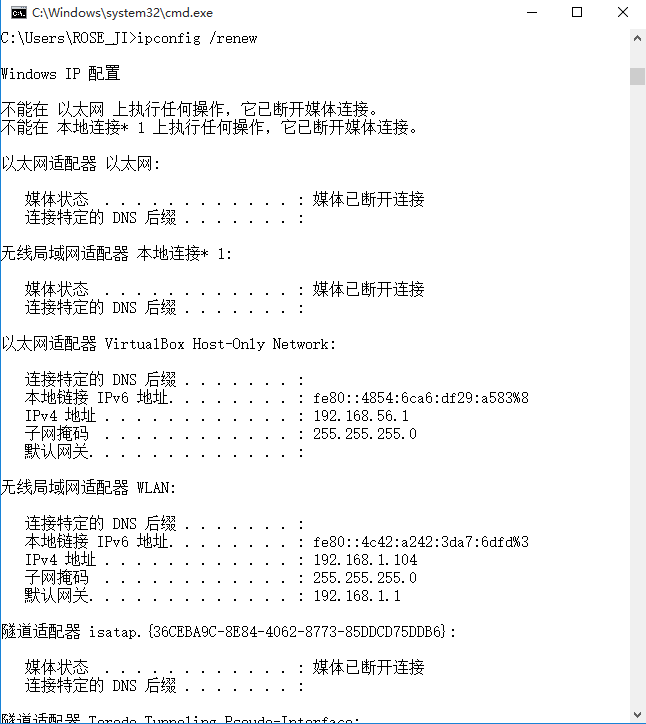 C:\Windows\system32\cmd.exe
C:\Users\ROSE_JI>ipconfig /renew
Windows IP 配置
不能在 以太网 上执行任何操作，它已断开媒体连接。
不能在 本地连接* 1 上执行任何操作，它已断开媒体连接。
以太网适配器 以太网:
媒体状态 . . . . . . . . . . . . : 媒体已断开连接
连接特定的 DNS 后缀 . . . . . . . :
无线局域网适配器 本地连接* 1:
媒体状态 . . . . . . . . . . . . : 媒体已断开连接
连接特定的 DNS 后缀 . . . . . . . :
以太网适配器 VirtualBox Host-Only Network:
连接特定的 DNS 后缀 . . . . . . . :
本地链接 IPv6 地址. . . . . . . . : fe80::4854:6ca6:df29:a583%8
IPv4 地址 . . . . . . . . . . . . : 192.168.56.1
子网掩码 . . . . . . . . . . . . : 255.255.255.0
默认网关. . . . . . . . . . . . . :
无线局域网适配器 WLAN:
连接特定的 DNS 后缀 . . . . . . . :
本地链接 IPv6 地址. . . . . . . . : fe80::4c42:a242:3da7:6dfd%3
IPv4 地址 . . . . . . . . . . . . : 192.168.1.104
子网掩码 . . . . . . . . . . . . : 255.255.255.0
默认网关. . . . . . . . . . . . . : 192.168.1.1
隧道适配器 isatap.{36CEBA9C-8E84-4062-8773-85DDCD75DDB6}:
媒体状态 . . . . . . . . . . . . : 媒体已断开连接
连接特定的 DNS 后缀 . . . . . . . :
隧道适配器 Teredo Tunneling Pseudo-Interface: